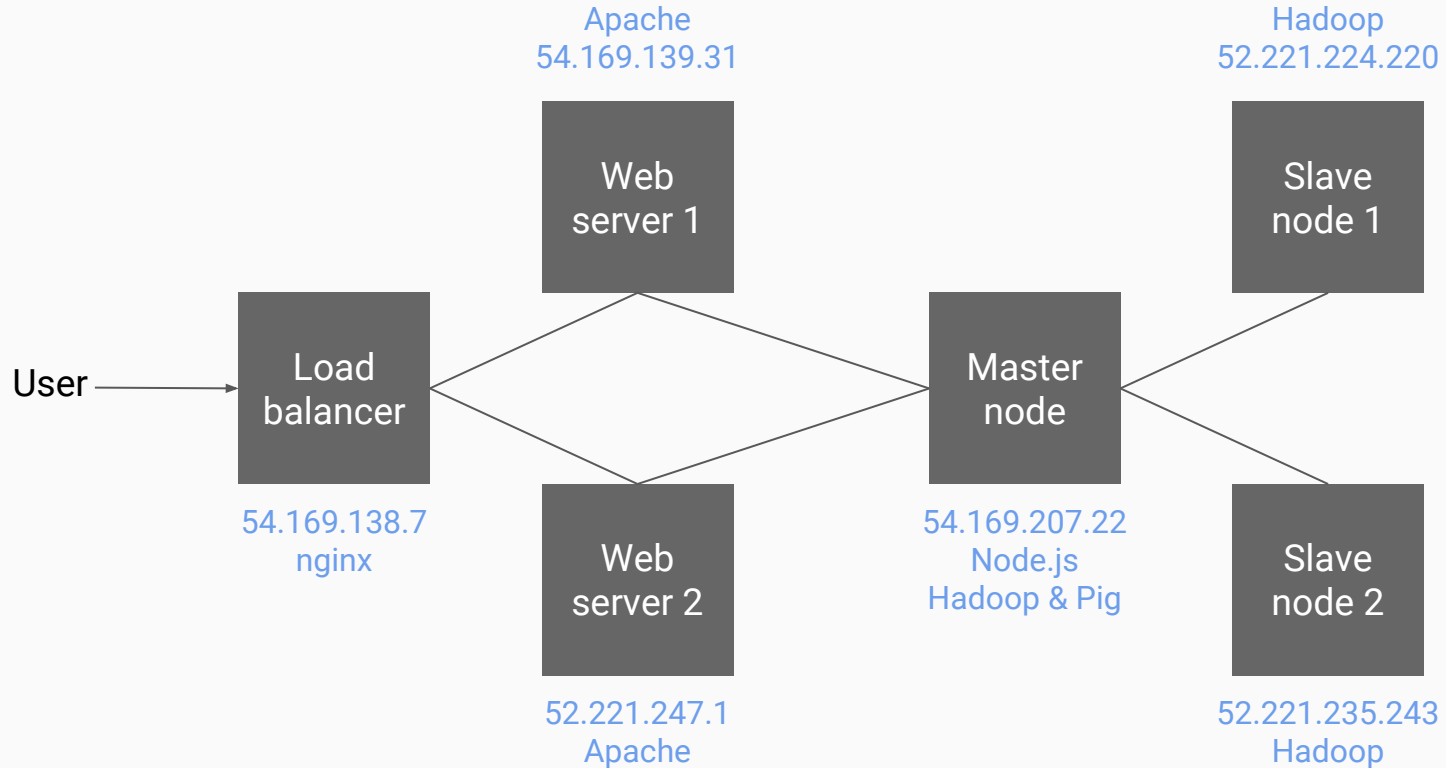 Apache
54.169.139.31
Hadoop
52.221.224.220
Web
server 1
Slave
node 1
User
Load
balancer
Master
node
54.169.138.7
nginx
54.169.207.22
Node.js
Hadoop & Pig
Web
server 2
Slave
node 2
52.221.247.1
Apache
52.221.235.243
Hadoop